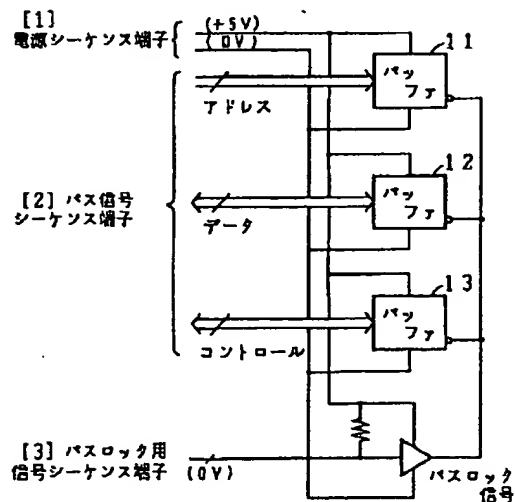 [1]
電源シーケンス端子
(+5V)
(0V)
11
バッ
ファ
アドレス
12
[2] バス信号
シーケンス端子
バッ
ファ
データ
13
バッ
ファ
コントロール
[3] バスロック用
信号シーケンス端子
(0V)
バスロック
信号